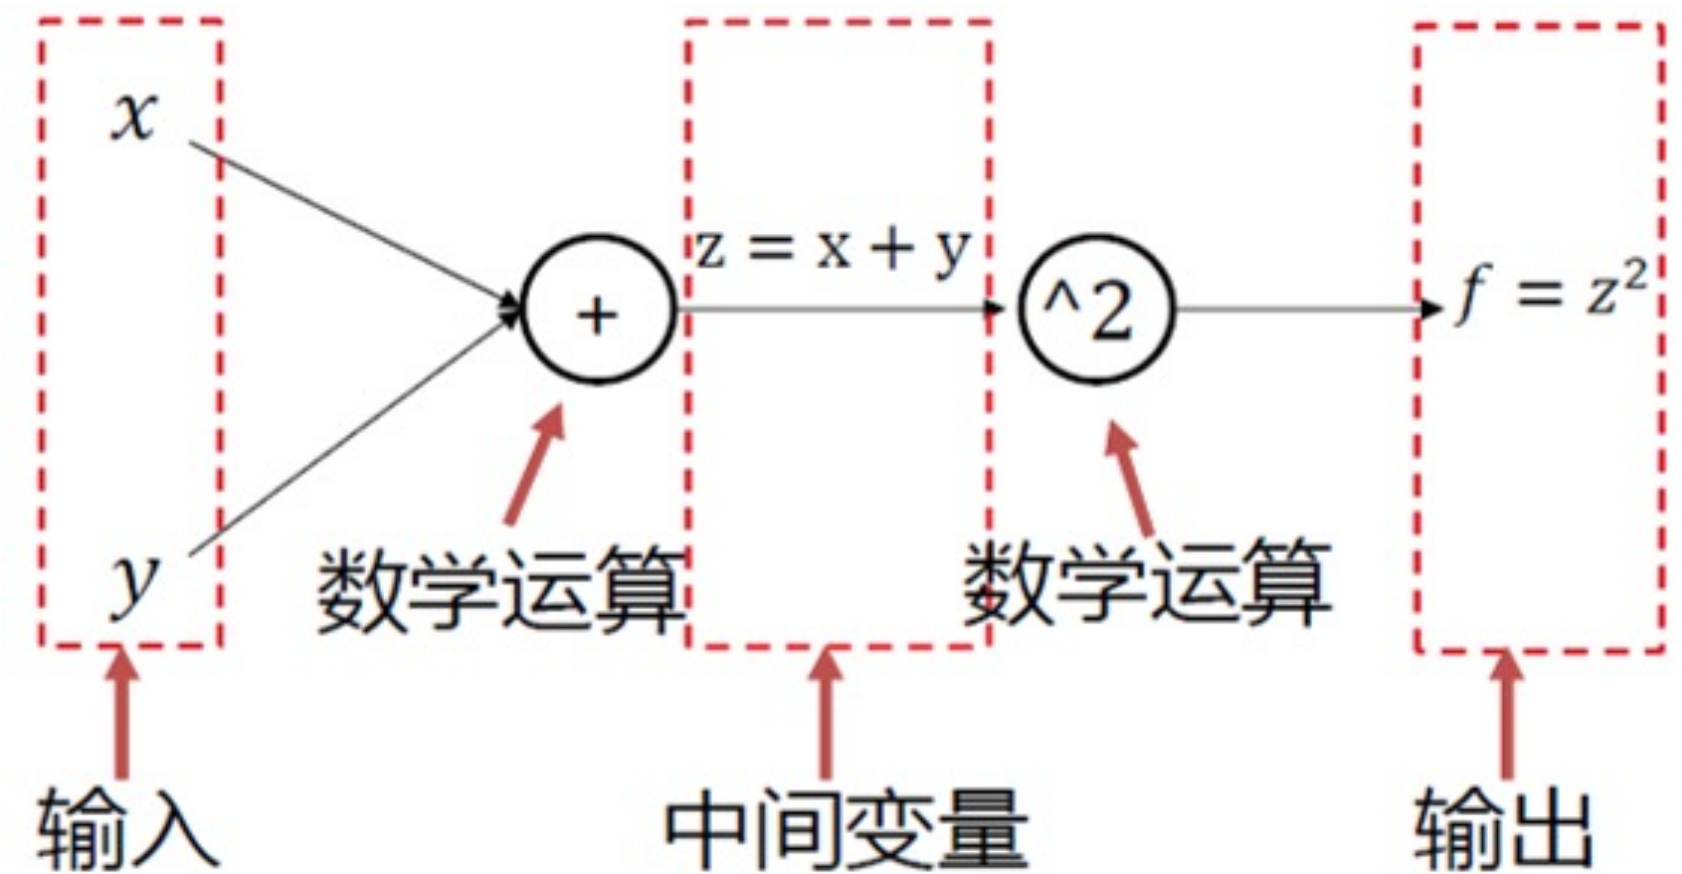 x
z = x + y
+
^2
f = z²
y
数学运算
数学运算
输入
中间变量
输出